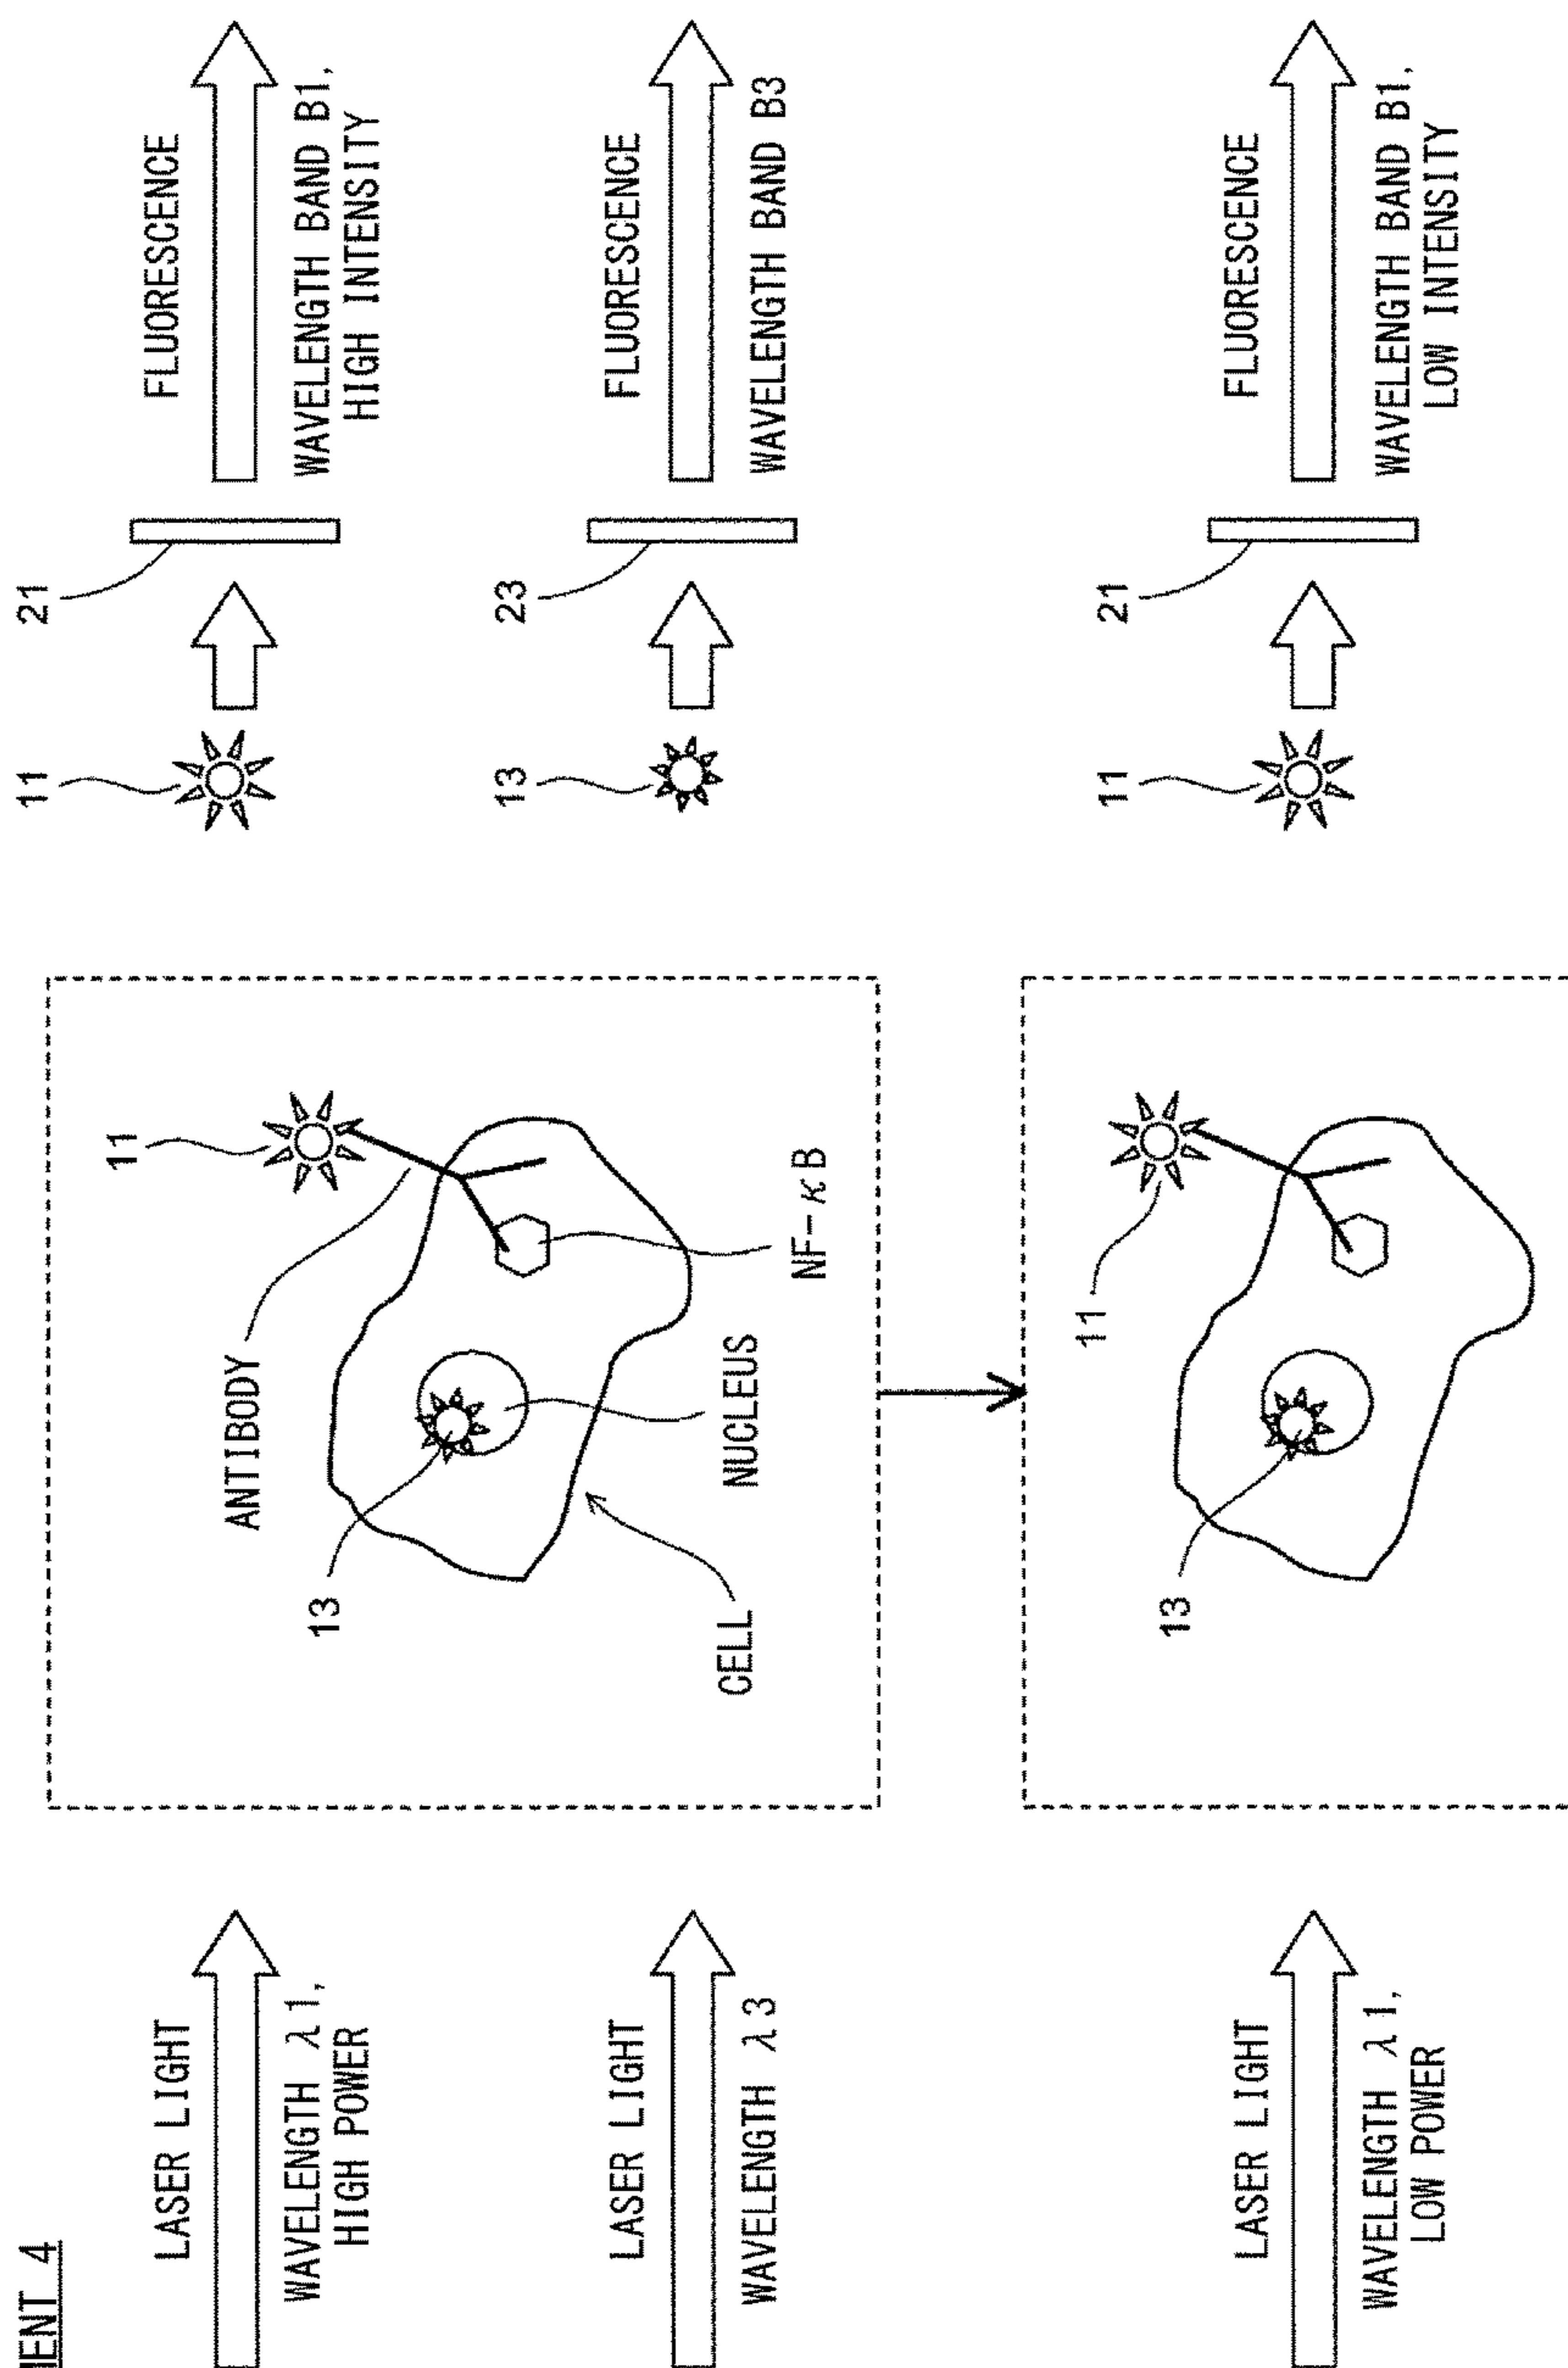 4
LASER LIGHT
WAVELENGTH λ1,
HIGH POWER
LASER LIGHT
WAVELENGTH λ3
11
ANTIBODY
13
NF-κB
NUCLEUS
CELL
11
21
FLUORESCENCE
WAVELENGTH BAND B1,
HIGH INTENSITY
13
23
FLUORESCENCE
WAVELENGTH BAND B3
LASER LIGHT
WAVELENGTH λ1,
LOW POWER
13
11
11
21
FLUORESCENCE
WAVELENGTH BAND B1,
LOW INTENSITY